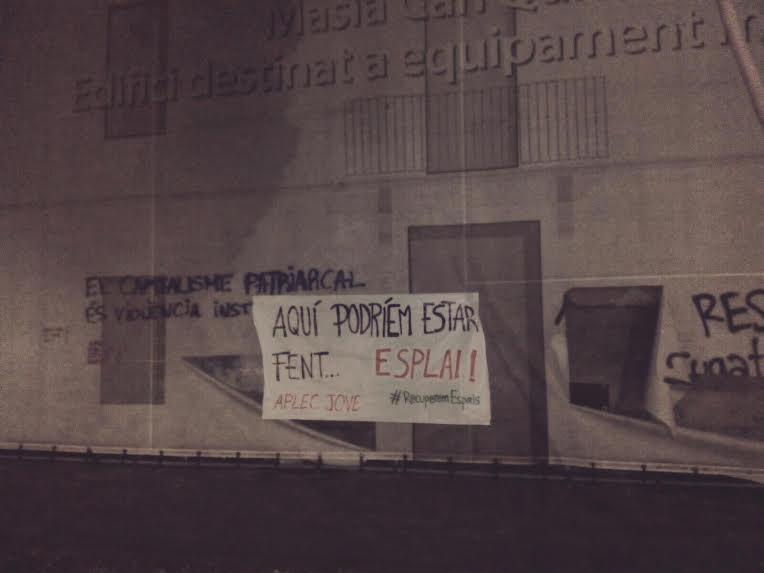 Masia Can
Edifici destinat a equipament
EL CAPITALISME PATRIARCAL
ÉS VIOLÈNCIA INST
AQUÍ PODRÍEM ESTAR
FENT... ESPLAI!
APLEC JOVE #RecuperemEspais
RES